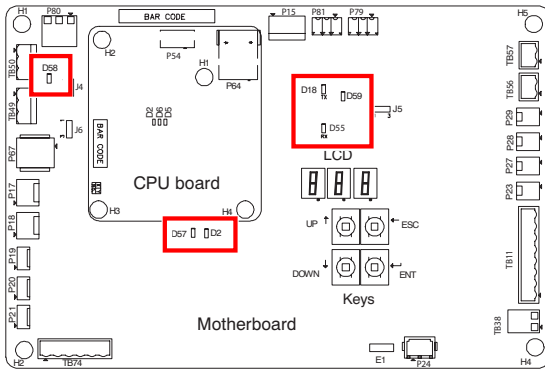 H1
P80
BAR CODE
P15
P81
P79
H5
TB50
D58
J4
H2
P54
H1
P64
D18
TX
D59
D55
RX
J5
3
TB57
TB56
TB49
J6
D2
D6
D5
BAR CODE
P29
P28
P27
P23
P67
LCD
CPU board
P17
H3
H4
P18
D57
D2
UP
ESC
DOWN
ENT
Keys
P19
P20
P21
TB11
Motherboard
TB38
H2
TB74
E1
P24
H4